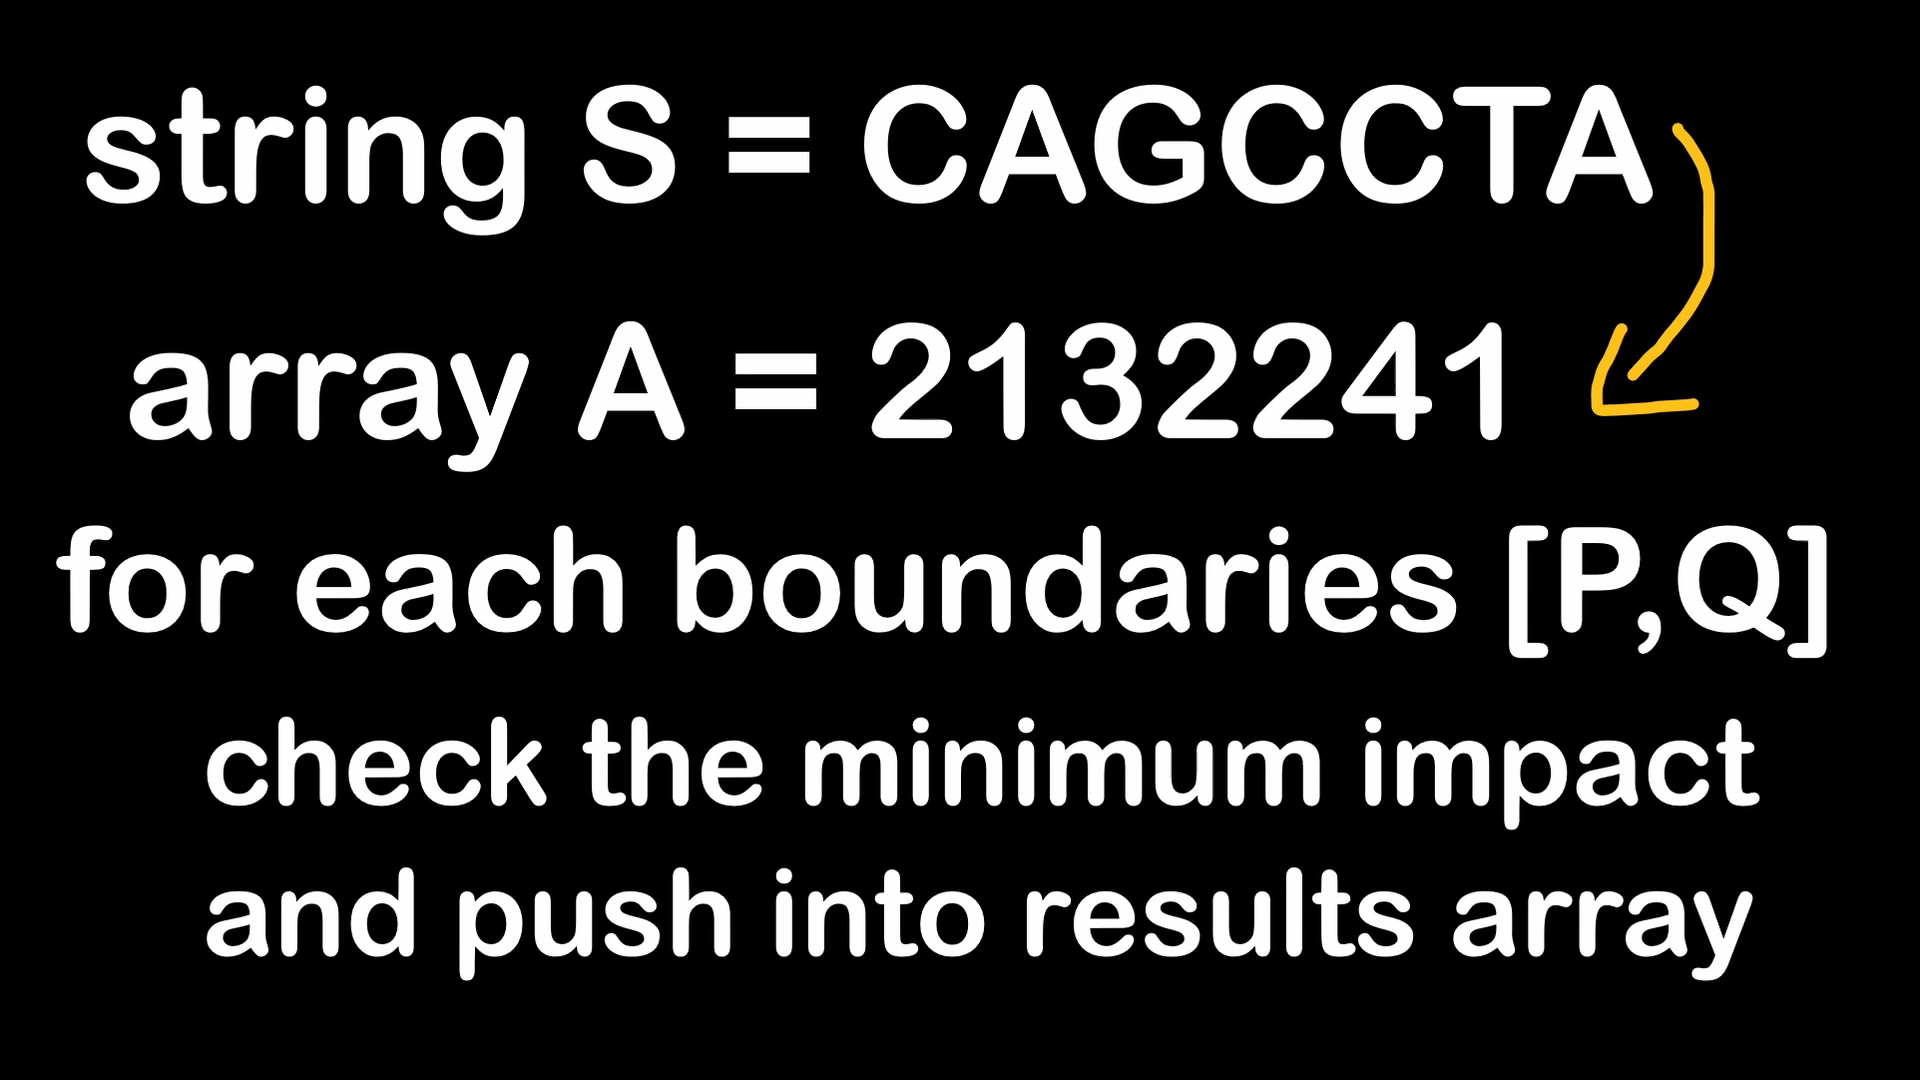 string S = CAGCCTA
array A = 2132241
for each boundaries [P,Q]
check the minimum impact
and push into results array